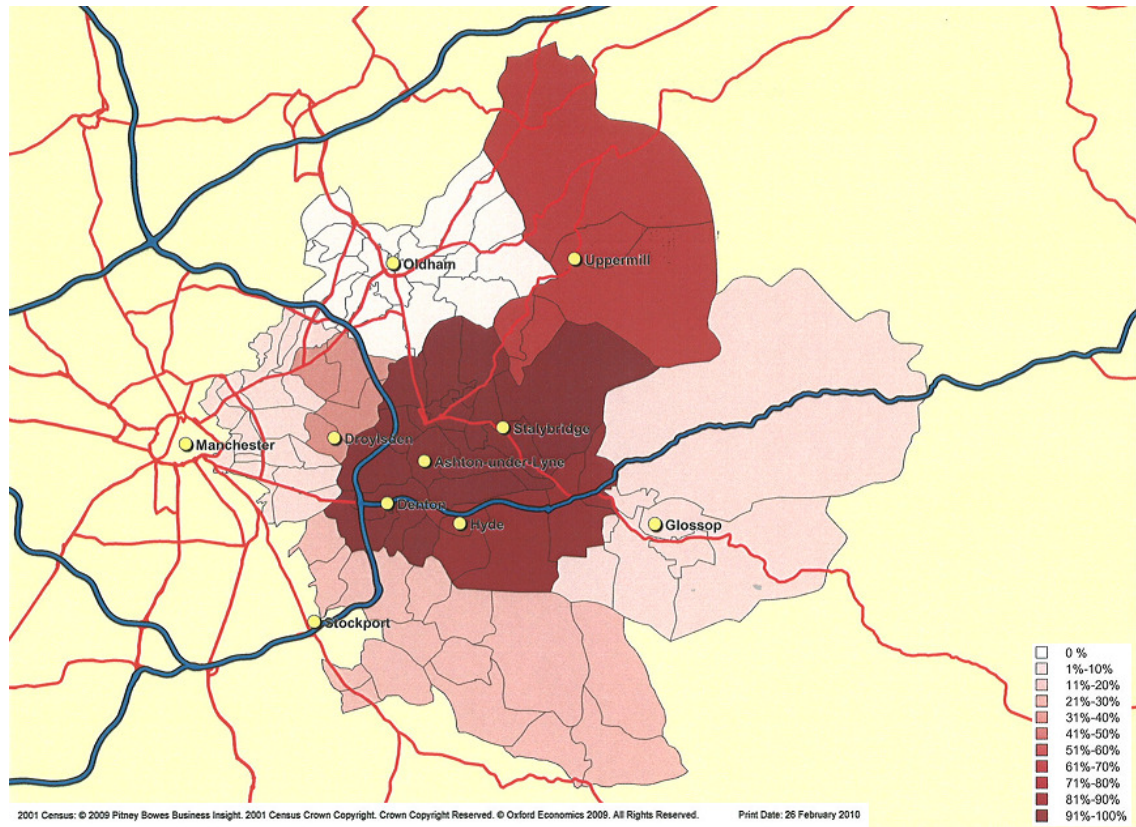 Oldham
Uppermill
Manchester
Droylsden
Stalybridge
Ashton-under-Lyne
Denton
Hyde
Glossop
Stockport
0 %
1%-10%
11%-20%
21%-30%
31%-40%
41%-50%
51%-60%
61%-70%
71%-80%
81%-90%
91%-100%
2001 Census: © 2009 Pitney Bowes Business Insight. 2001 Census Crown Copyright. Crown Copyright Reserved. © Oxford Economics 2009. All Rights Reserved. Print Date: 26 February 2010